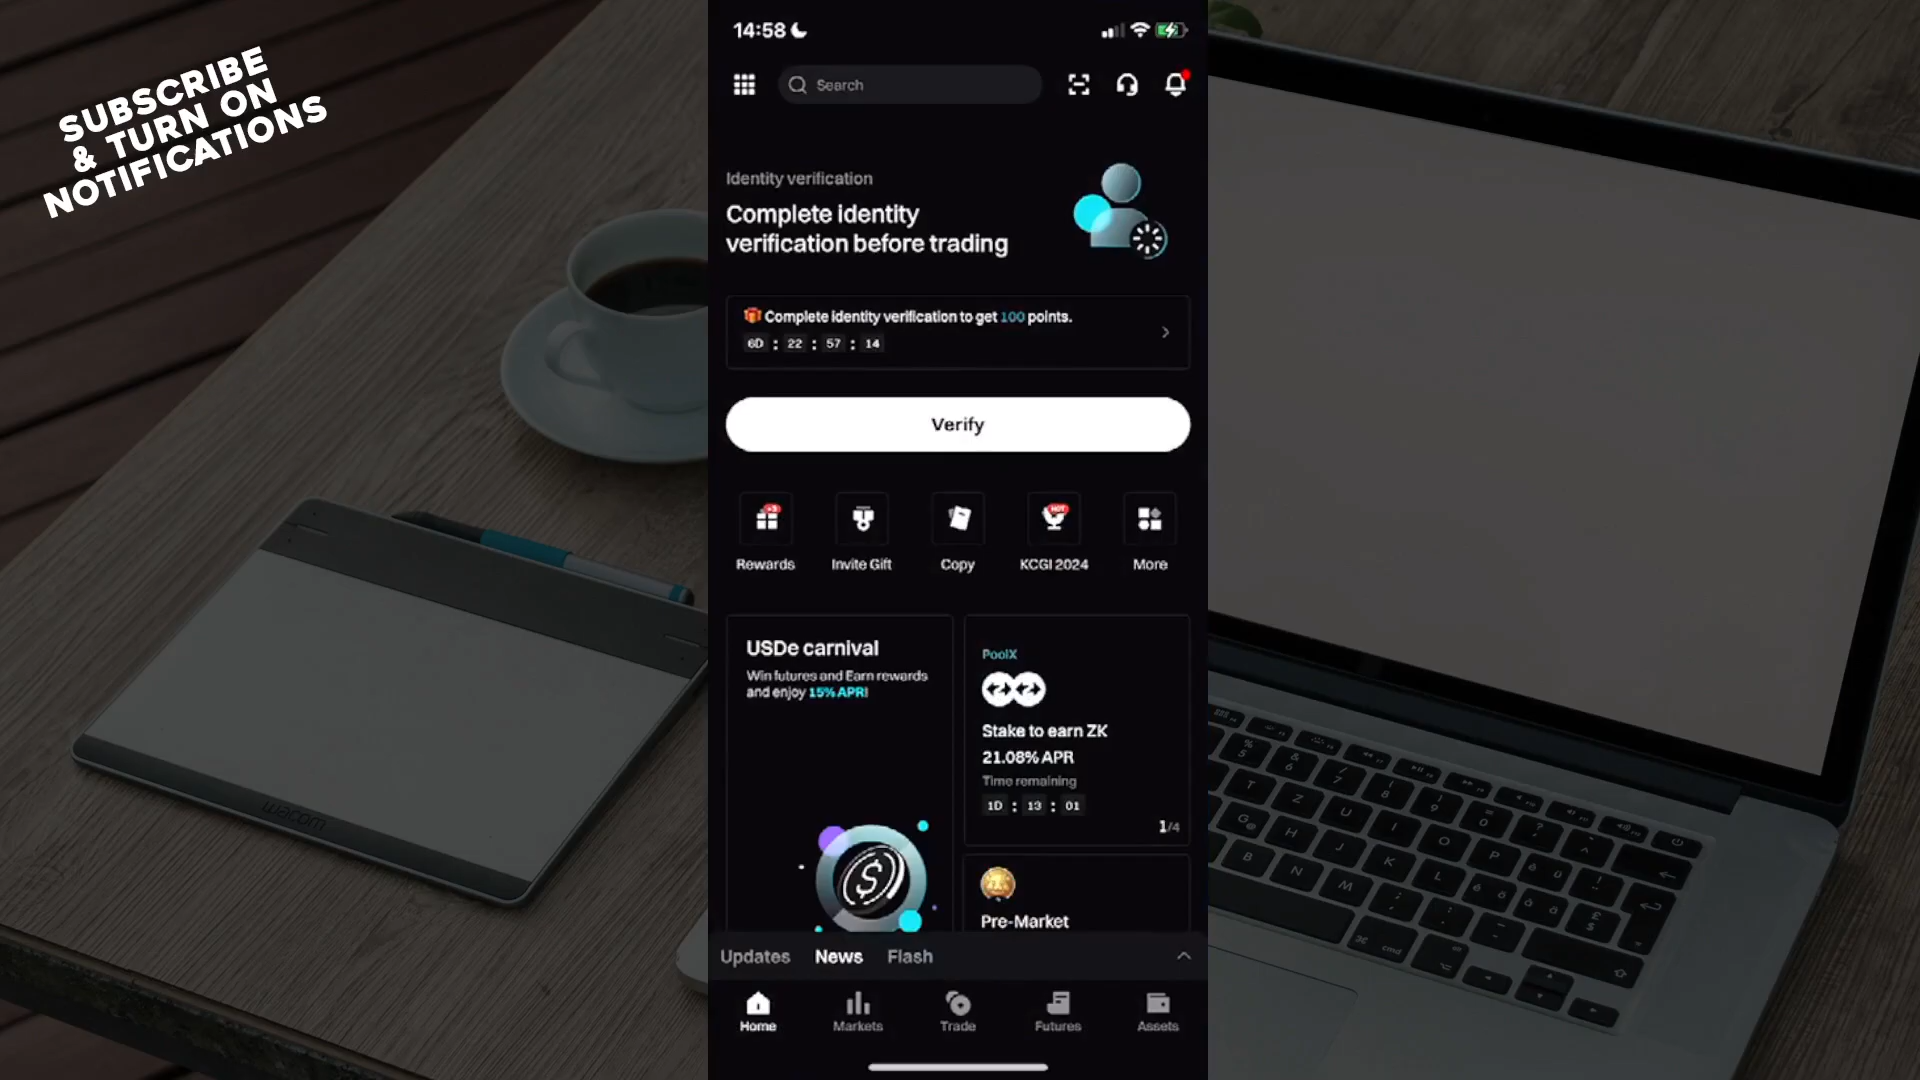 SUBSCRIBE
& TURN ON
NOTIFICATIONS
14:58
Search
Identity verification
Complete identity
verification before trading
Complete identity verification to get 100 points.
6D : 22 : 57 : 14
Verify
+5
HOT
Rewards
Invite Gift
Copy
KCGI 2024
More
USDe carnival
Win futures and Earn rewards
and enjoy 15% APR!
PoolX
Stake to earn ZK
21.08% APR
Time remaining
1D : 13 : 01
1/4
Pre-Market
Updates
News
Flash
Home
Markets
Trade
Futures
Assets
wacom